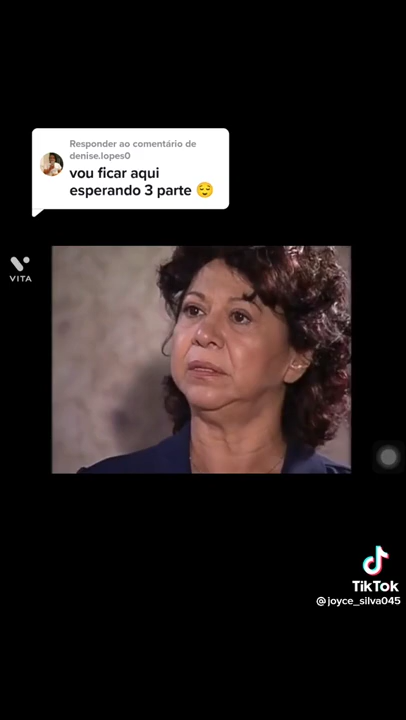 Responder ao comentário de
denise.lopes0
vou ficar aqui
esperando 3 parte 😌
VITA
TikTok
@joyce_silva045